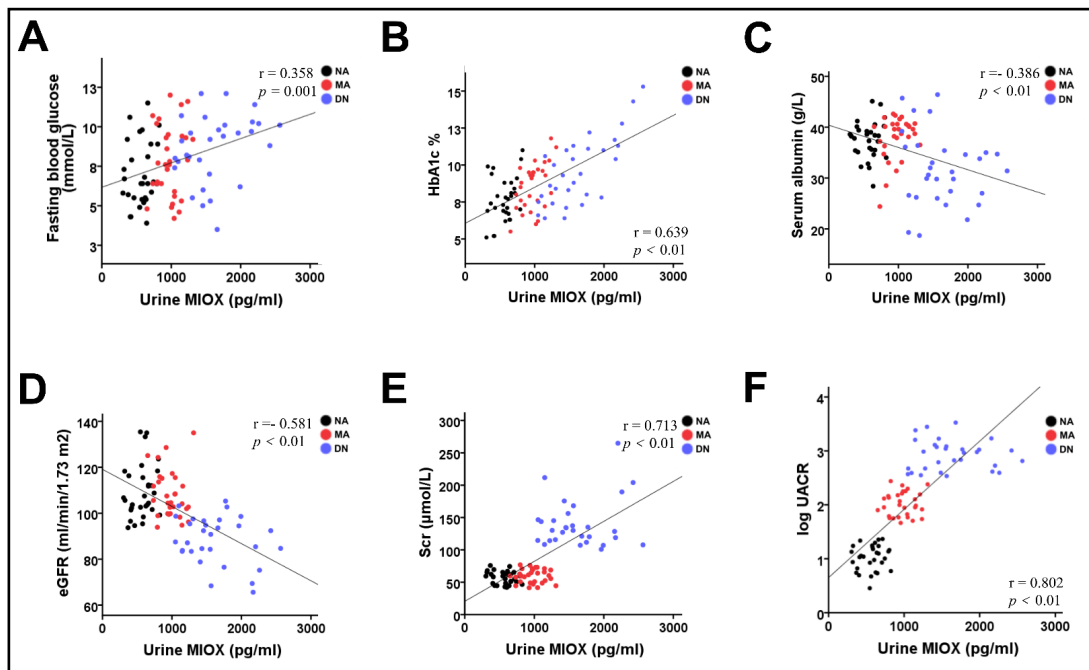 A
Fasting blood glucose
(mmol/L)
13
10
8
5
3
0 1000 2000 3000
Urine MIOX (pg/ml)
r = 0.358
p = 0.001
NA
MA
DN
B
HbA1c %
15
13
10
8
5
0 1000 2000 3000
Urine MIOX (pg/ml)
r = 0.639
p < 0.01
NA
MA
DN
C
Serum albumin (g/L)
50
40
30
20
0 1000 2000 3000
Urine MIOX (pg/ml)
r =- 0.386
p < 0.01
NA
MA
DN
D
eGFR (ml/min/1.73 m2)
140
120
100
80
60
0 1000 2000 3000
Urine MIOX (pg/ml)
r =- 0.581
p < 0.01
NA
MA
DN
E
Scr (μmol/L)
300
250
200
150
100
50
0
0 1000 2000 3000
Urine MIOX (pg/ml)
r = 0.713
p < 0.01
NA
MA
DN
F
log UACR
4
3
2
1
0
0 1000 2000 3000
Urine MIOX (pg/ml)
r = 0.802
p < 0.01
NA
MA
DN